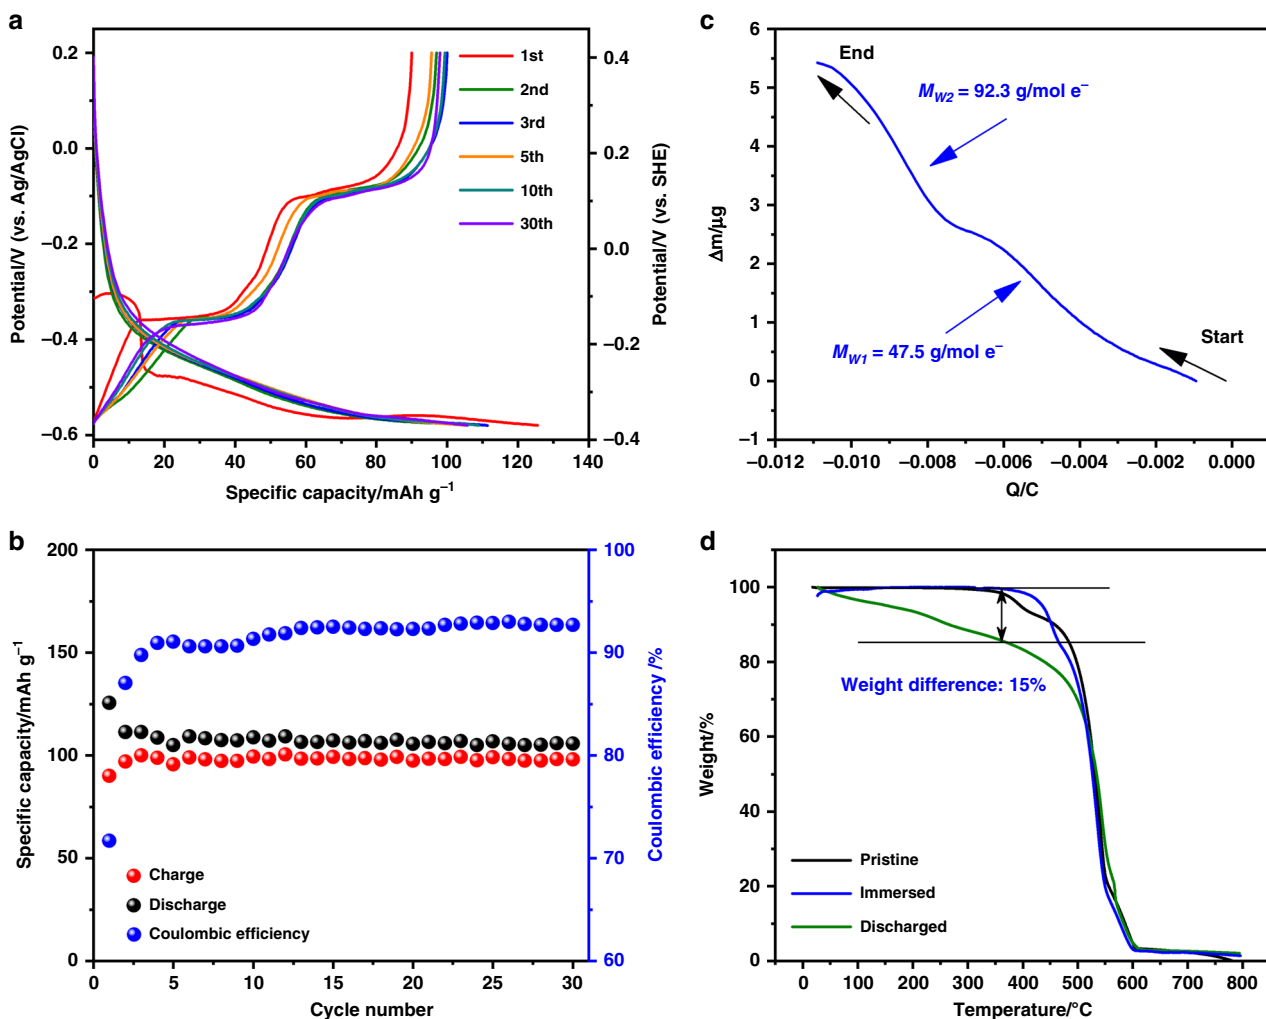 a
0.2
0.0
−0.2
−0.4
−0.6
Potential/V (vs. Ag/AgCl)
1st
2nd
3rd
5th
10th
30th
0.4
0.2
0.0
−0.2
−0.4
Potential/V (vs. SHE)
0 20 40 60 80 100 120 140
Specific capacity/mAh g⁻¹
c
6
5
4
3
2
1
0
−1
Δm/µg
End
M_W2 = 92.3 g/mol e⁻
M_W1 = 47.5 g/mol e⁻
Start
−0.012 −0.010 −0.008 −0.006 −0.004 −0.002 0.000
Q/C
b
200
150
100
50
0
Specific capacity/mAh g⁻¹
100
90
80
70
60
Coulombic efficiency /%
Charge
Discharge
Coulombic efficiency
0 5 10 15 20 25 30
Cycle number
d
100
80
60
40
20
0
Weight/%
Weight difference: 15%
Pristine
Immersed
Discharged
0 100 200 300 400 500 600 700 800
Temperature/°C